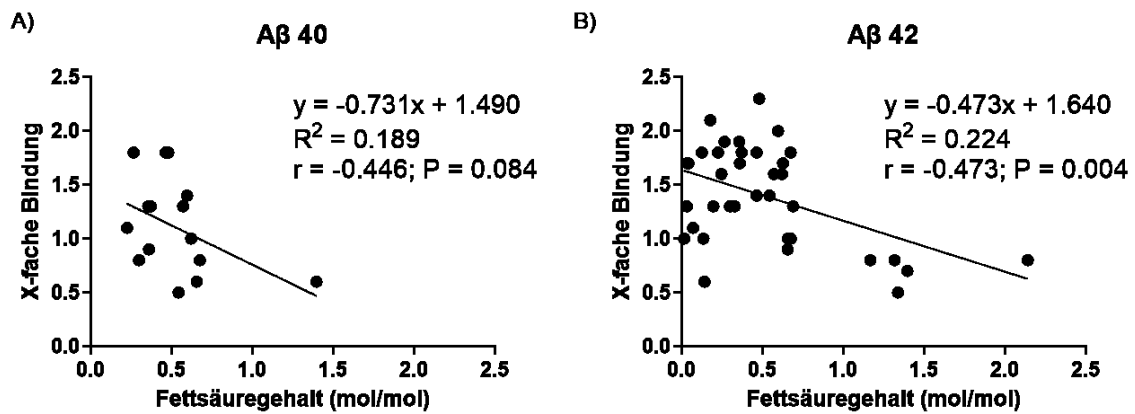 A)
Aβ 40
X-fache Bindung
2.5
2.0
1.5
1.0
0.5
0.0
y = -0.731x + 1.490
R² = 0.189
r = -0.446; P = 0.084
0.0 0.5 1.0 1.5 2.0 2.5
Fettsäuregehalt (mol/mol)
B)
Aβ 42
X-fache Bindung
2.5
2.0
1.5
1.0
0.5
0.0
y = -0.473x + 1.640
R² = 0.224
r = -0.473; P = 0.004
0.0 0.5 1.0 1.5 2.0 2.5
Fettsäuregehalt (mol/mol)